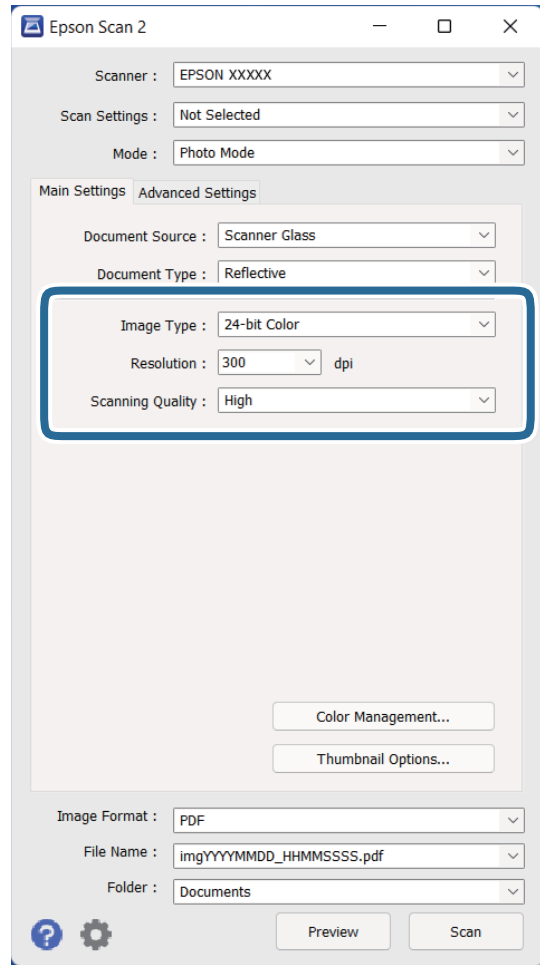 Epson Scan 2
Scanner : EPSON XXXXX
Scan Settings : Not Selected
Mode : Photo Mode
Main Settings Advanced Settings
Document Source : Scanner Glass
Document Type : Reflective
Image Type : 24-bit Color
Resolution : 300 dpi
Scanning Quality : High
Color Management...
Thumbnail Options...
Image Format : PDF
File Name : imgYYYYMMDD_HHMMSSSS.pdf
Folder : Documents
? Preview Scan